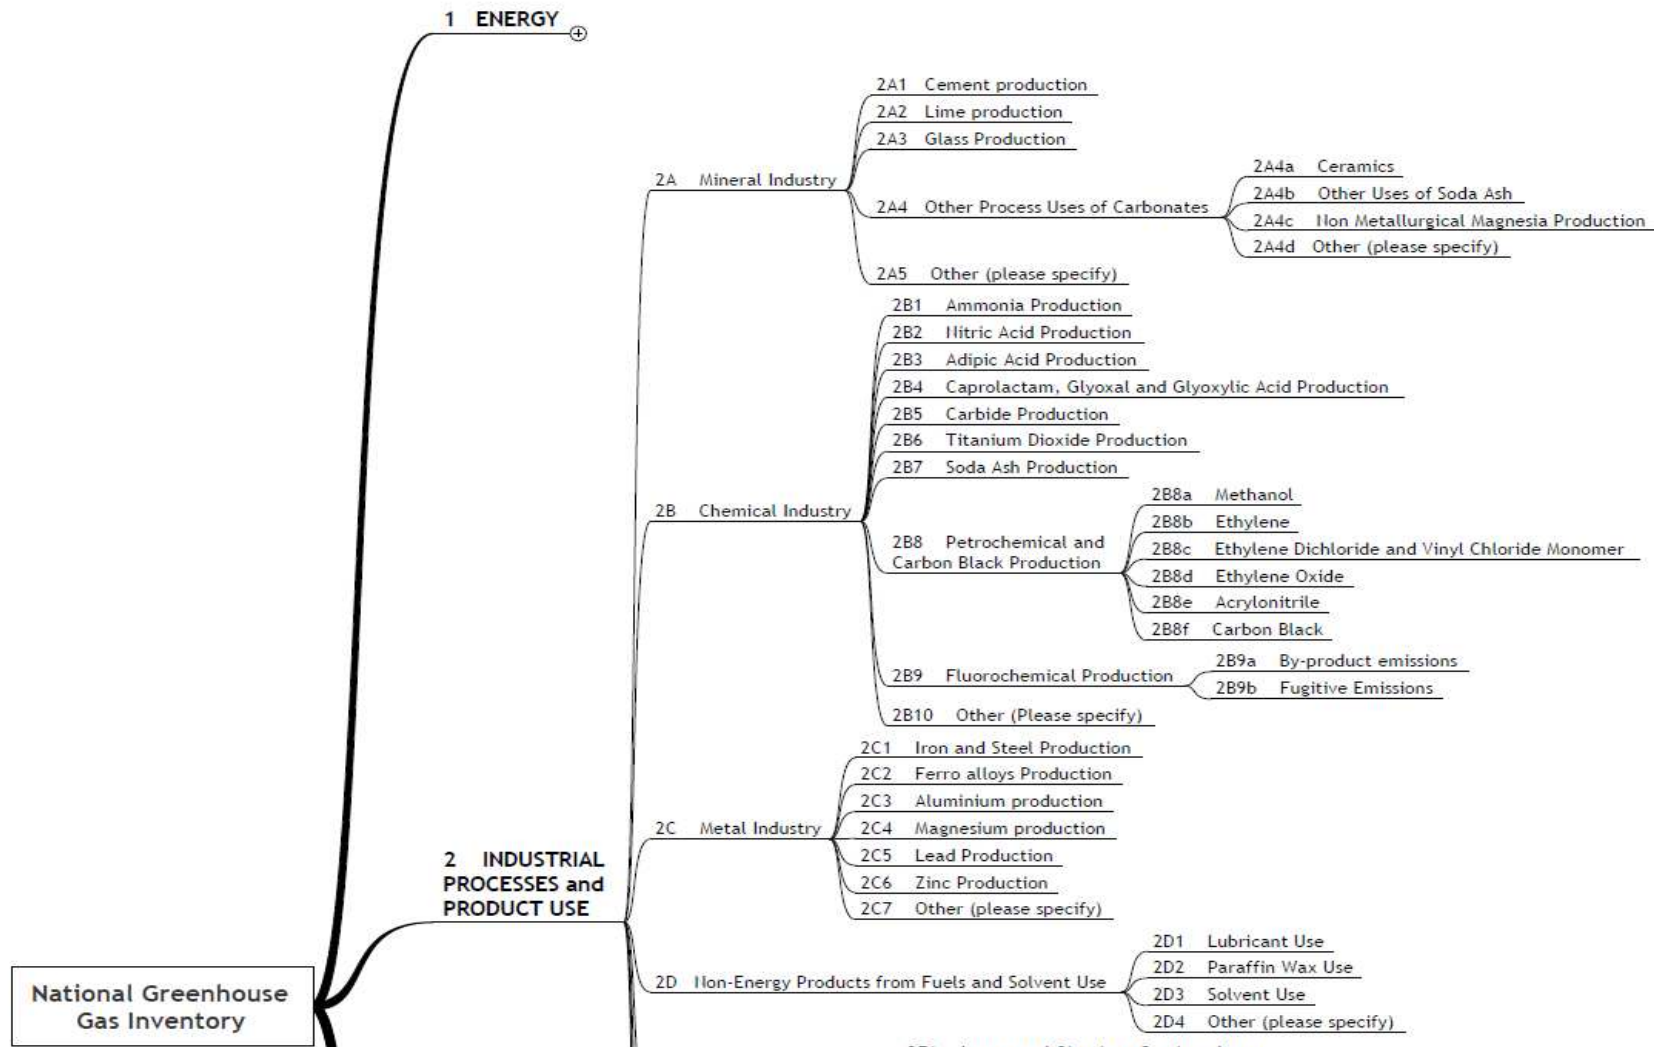 1 ENERGY
2A1 Cement production
2A2 Lime production
2A3 Glass Production
2A Mineral Industry
2A4 Other Process Uses of Carbonates
2A4a Ceramics
2A4b Other Uses of Soda Ash
2A4c Non Metallurgical Magnesia Production
2A4d Other (please specify)
2A5 Other (please specify)
2B1 Ammonia Production
2B2 Nitric Acid Production
2B3 Adipic Acid Production
2B4 Caprolactam, Glyoxal and Glyoxylic Acid Production
2B5 Carbide Production
2B6 Titanium Dioxide Production
2B7 Soda Ash Production
2B Chemical Industry
2B8 Petrochemical and
Carbon Black Production
2B8a Methanol
2B8b Ethylene
2B8c Ethylene Dichloride and Vinyl Chloride Monomer
2B8d Ethylene Oxide
2B8e Acrylonitrile
2B8f Carbon Black
2B9 Fluorochemical Production
2B9a By-product emissions
2B9b Fugitive Emissions
2B10 Other (Please specify)
2C1 Iron and Steel Production
2C2 Ferro alloys Production
2C3 Aluminium production
2C Metal Industry
2C4 Magnesium production
2C5 Lead Production
2C6 Zinc Production
2C7 Other (please specify)
2 INDUSTRIAL
PROCESSES and
PRODUCT USE
2D Non-Energy Products from Fuels and Solvent Use
2D1 Lubricant Use
2D2 Paraffin Wax Use
2D3 Solvent Use
2D4 Other (please specify)
National Greenhouse
Gas Inventory